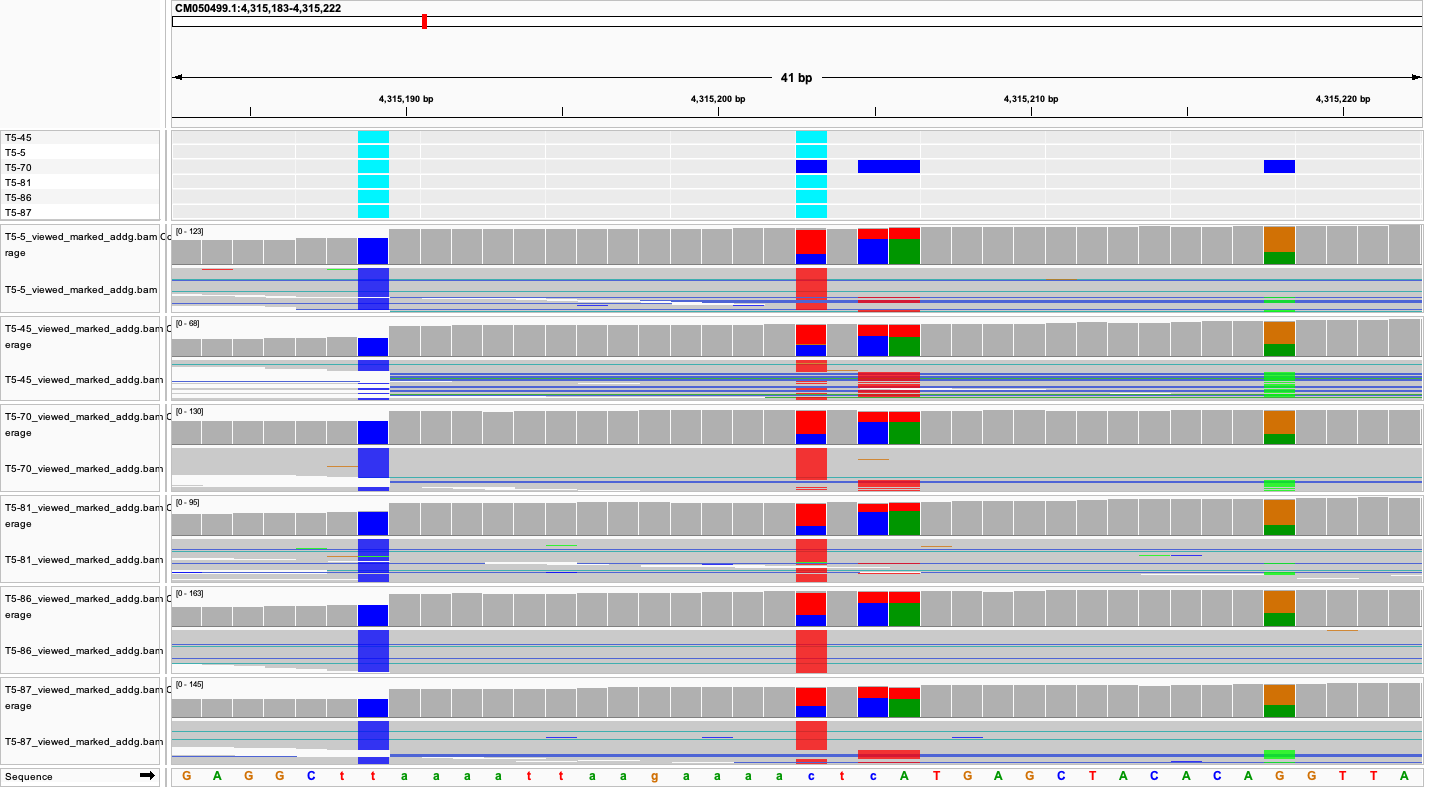 CM050499.1:4,315,183-4,315,222
41 bp
4,315,190 bp 4,315,200 bp 4,315,210 bp 4,315,220 bp
T5-45
T5-5
T5-70
T5-81
T5-86
T5-87
T5-5_viewed_marked_addg.bam Co
rage
[0 - 123]
T5-5_viewed_marked_addg.bam
T5-45_viewed_marked_addg.bam C
erage
[0 - 68]
T5-45_viewed_marked_addg.bam
T5-70_viewed_marked_addg.bam C
erage
[0 - 130]
T5-70_viewed_marked_addg.bam
T5-81_viewed_marked_addg.bam C
erage
[0 - 95]
T5-81_viewed_marked_addg.bam
T5-86_viewed_marked_addg.bam C
erage
[0 - 163]
T5-86_viewed_marked_addg.bam
T5-87_viewed_marked_addg.bam C
erage
[0 - 145]
T5-87_viewed_marked_addg.bam
Sequence G A G G C t t a a a a t t a a g a a a a c t c A T G A G C T A C A C A G G T T A